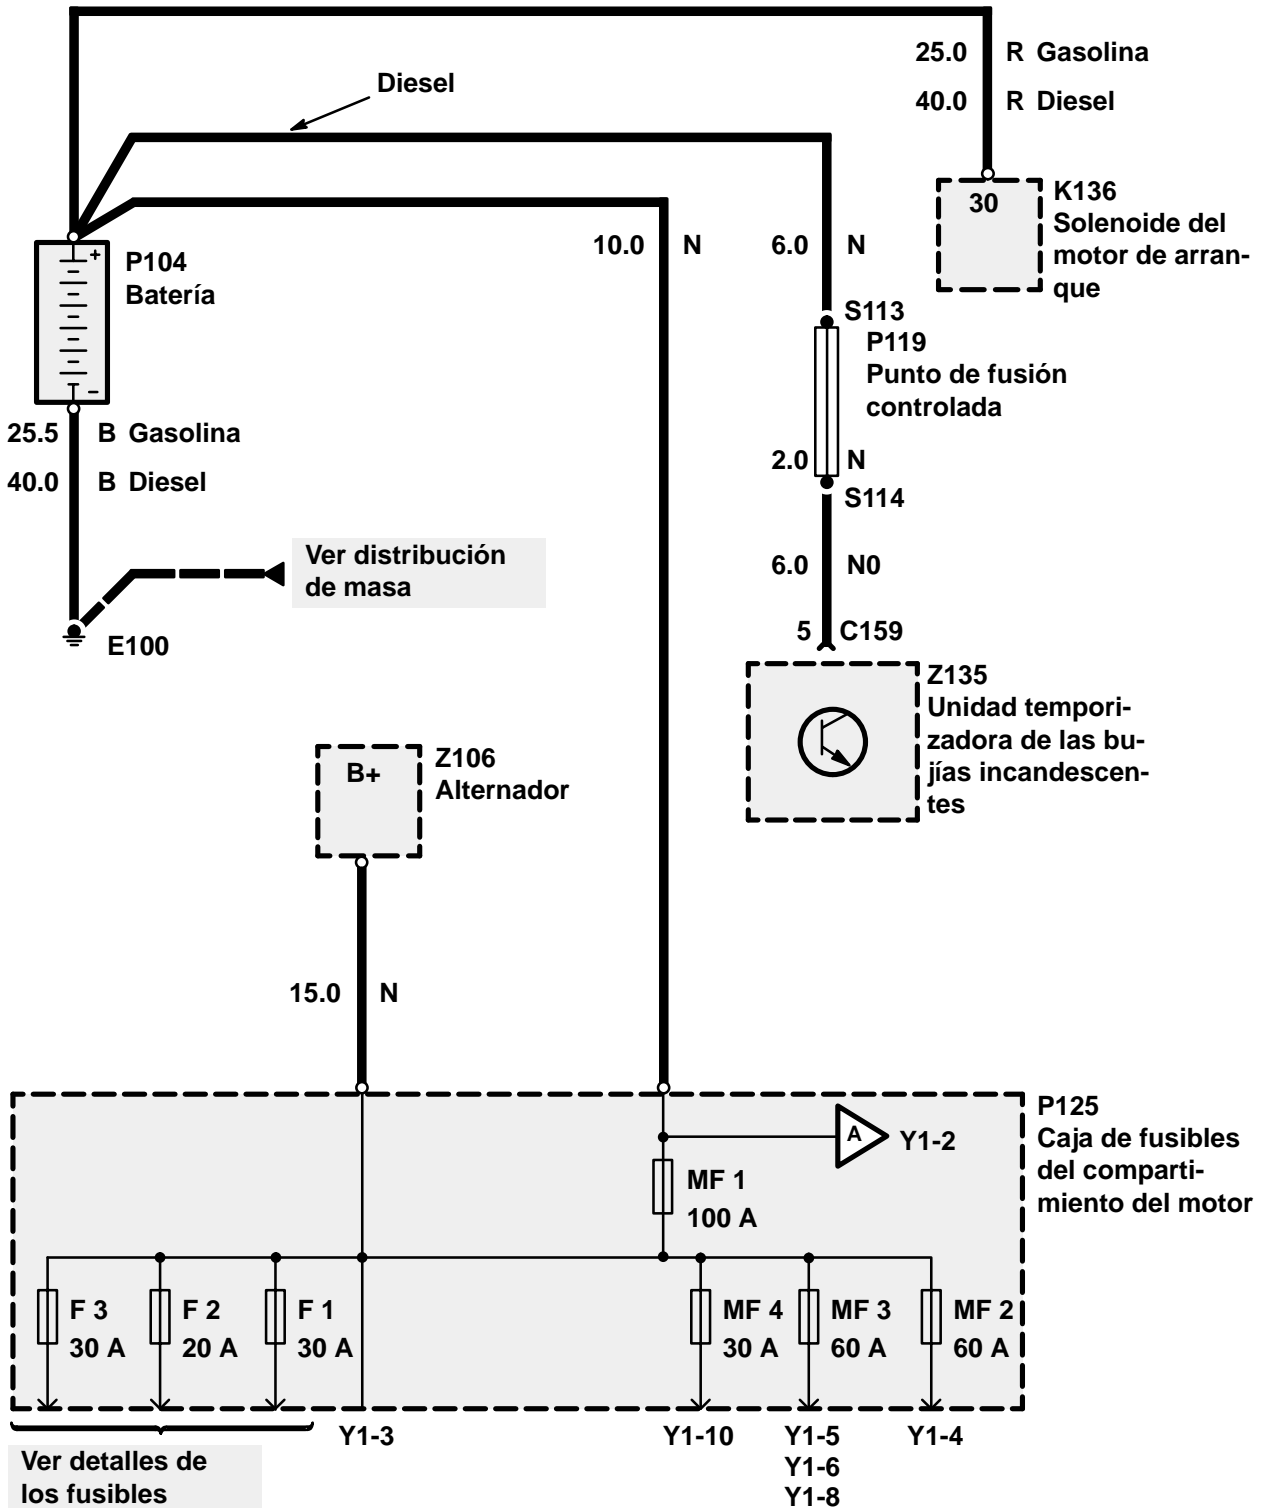 25.0 R Gasolina
40.0 R Diesel
Diesel
30
K136
Solenoide del
motor de arran-
que
10.0 N
6.0 N
+
-
P104
Batería
S113
P119
Punto de fusión
controlada
2.0 N
S114
25.5 B Gasolina
40.0 B Diesel
Ver distribución
de masa
E100
6.0 N0
5 C159
Z135
Unidad tempori-
zadora de las bu-
jías incandescen-
tes
B+
Z106
Alternador
15.0 N
P125
Caja de fusibles
del comparti-
miento del motor
A Y1-2
MF 1
100 A
F 3
30 A
F 2
20 A
F 1
30 A
MF 4
30 A
MF 3
60 A
MF 2
60 A
Y1-3
Y1-10
Y1-5
Y1-6
Y1-8
Y1-4
Ver detalles de
los fusibles